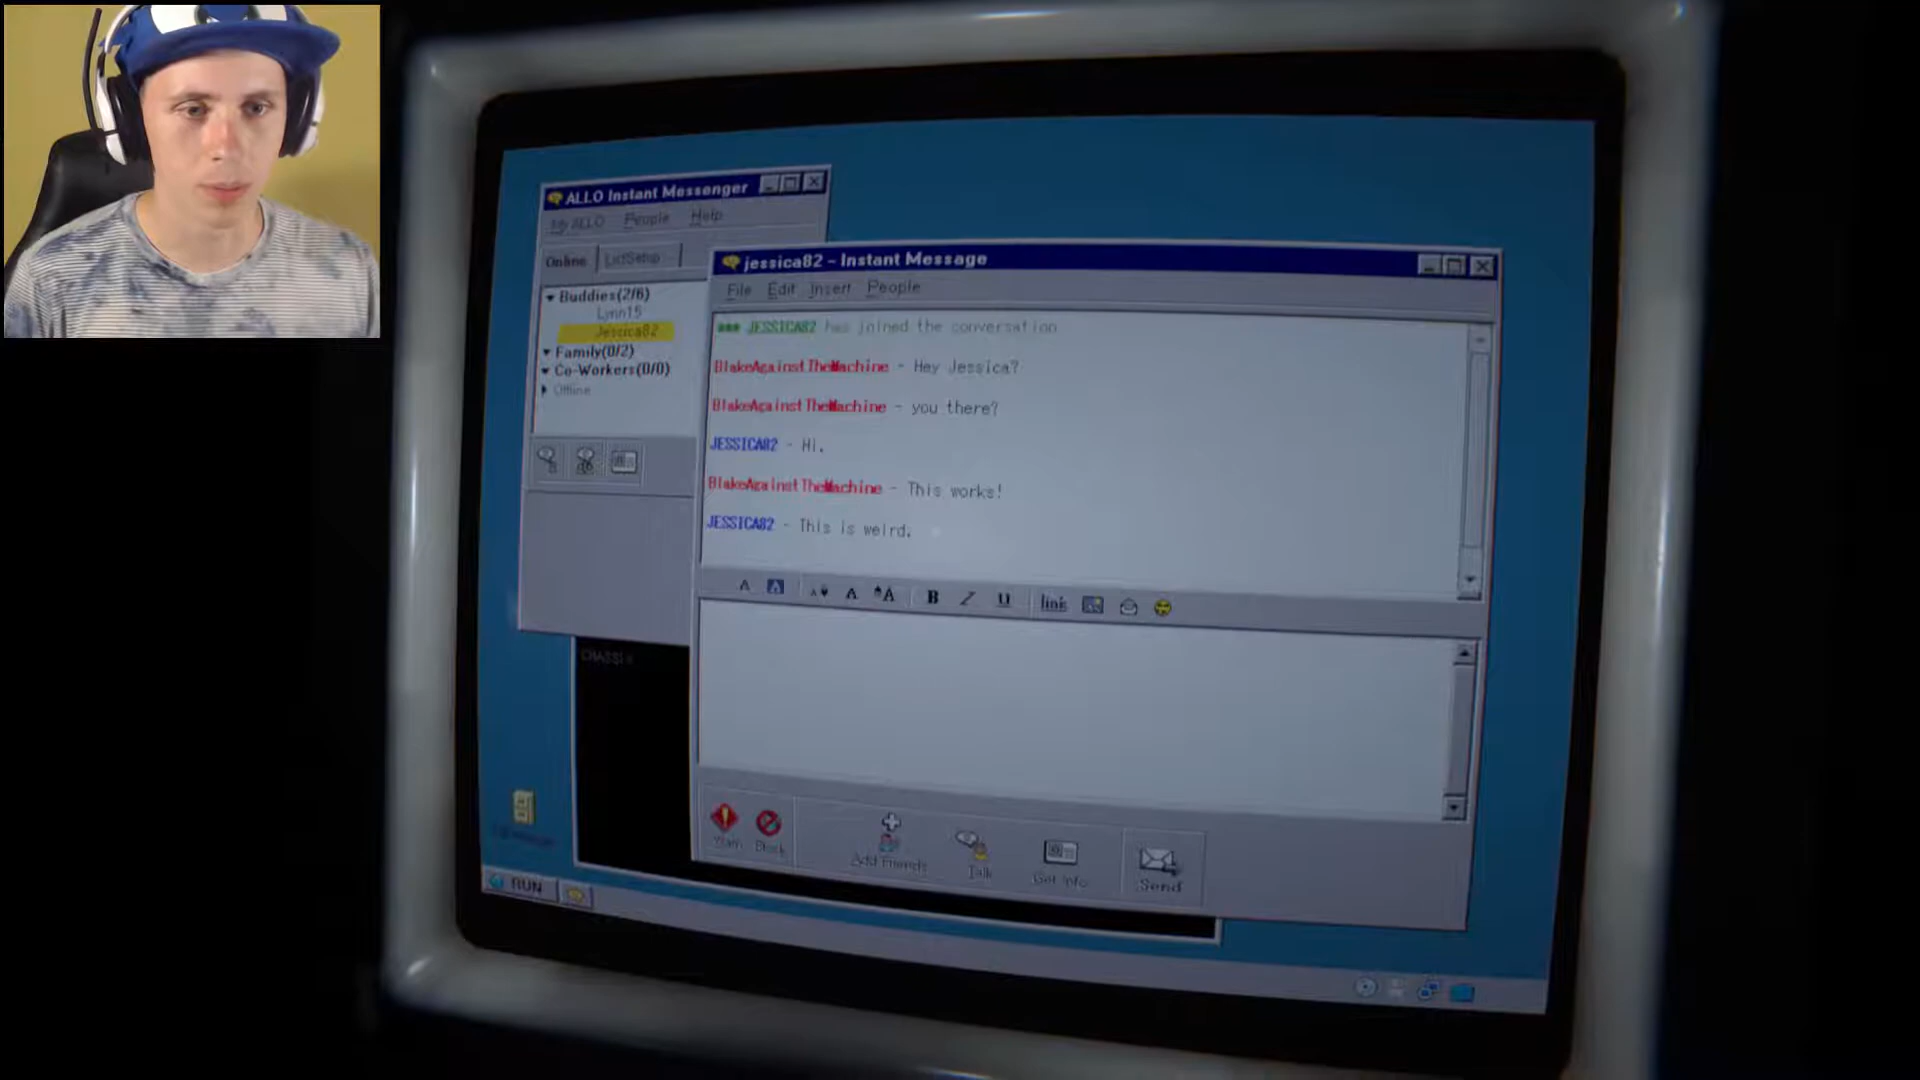 ALLO Instant Messenger
My ALLO People Help
Online ListSetup
Buddies(2/6)
Lynn15
Jessica82
Family(0/2)
Co-Workers(0/0)
Offline
jessica82 - Instant Message
File Edit Insert People
*** JESSICA82 has joined the conversation
BlakeAgainstTheMachine - Hey Jessica?
BlakeAgainstTheMachine - you there?
JESSICA82 - Hi.
BlakeAgainstTheMachine - This works!
JESSICA82 - This is weird.
A A A A A B I U link
Warn Block Add Friends Talk Get Info Send
RUN